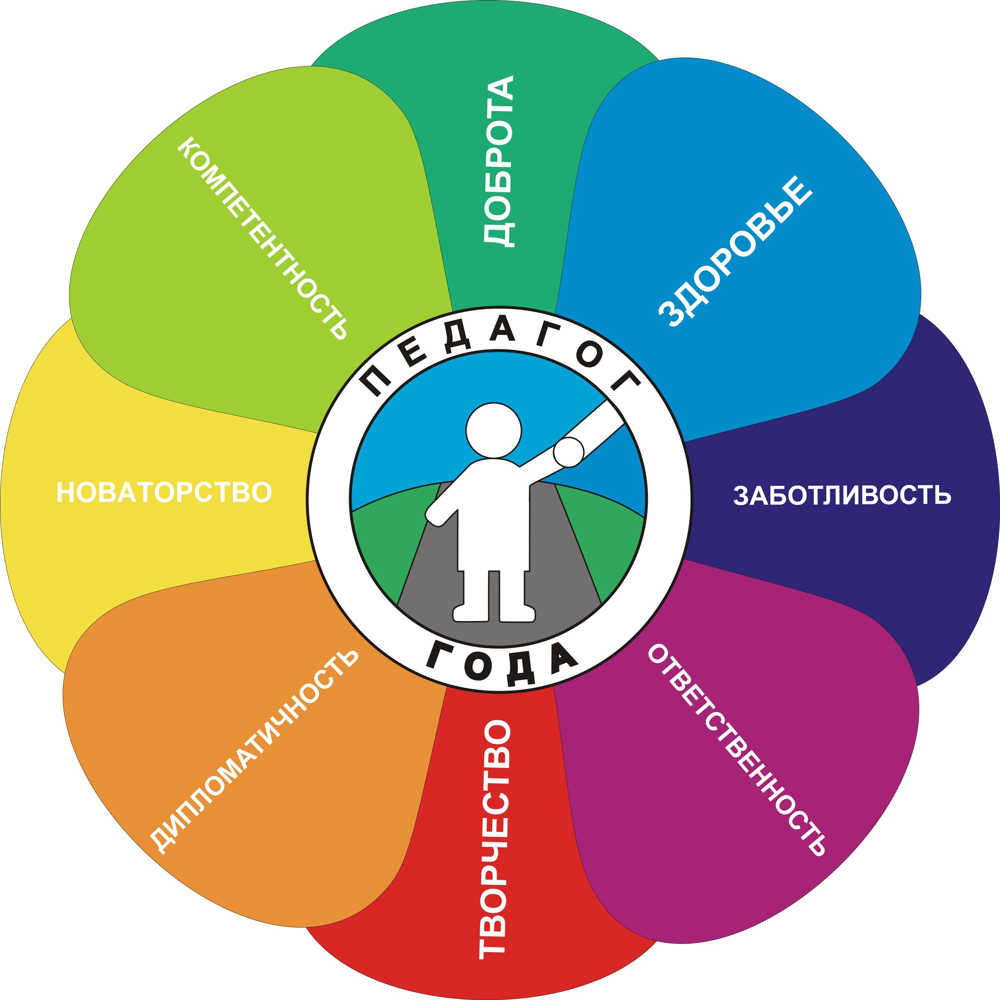 ДОБРОТА
ЗДОРОВЬЕ
ЗАБОТЛИВОСТЬ
ОТВЕТСТВЕННОСТЬ
ТВОРЧЕСТВО
ДИПЛОМАТИЧНОСТЬ
НОВАТОРСТВО
КОМПЕТЕНТНОСТЬ
ПЕДАГОГ
ГОДА